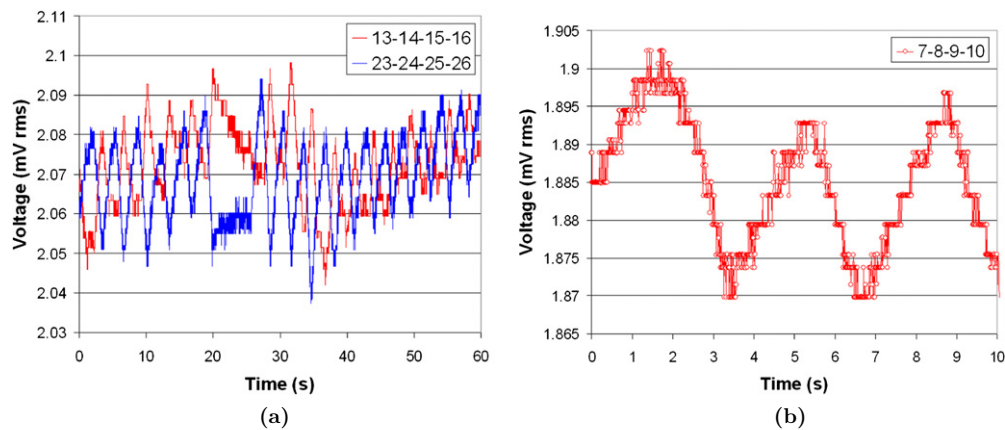 2.11
2.1
2.09
2.08
2.07
2.06
2.05
2.04
2.03
Voltage (mV rms)
13-14-15-16
23-24-25-26
0 10 20 30 40 50 60
Time (s)
(a)
1.905
1.9
1.895
1.89
1.885
1.88
1.875
1.87
1.865
Voltage (mV rms)
7-8-9-10
0 1 2 3 4 5 6 7 8 9 10
Time (s)
(b)